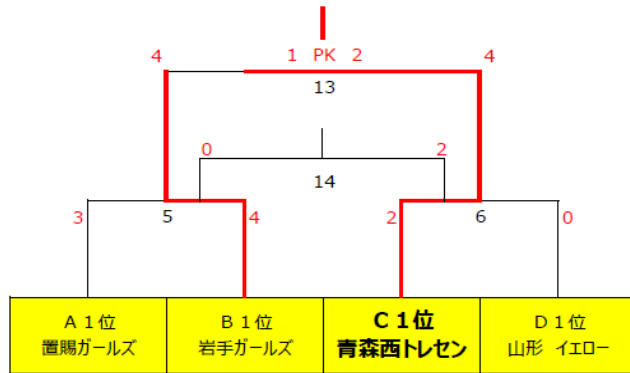 4 1 PK 2 4
13
0 2
14
3 5 4 2 6 0
A 1位 B 1位 C 1位 D 1位
置賜ガールズ 岩手ガールズ 青森西トレセン 山形 イエロー